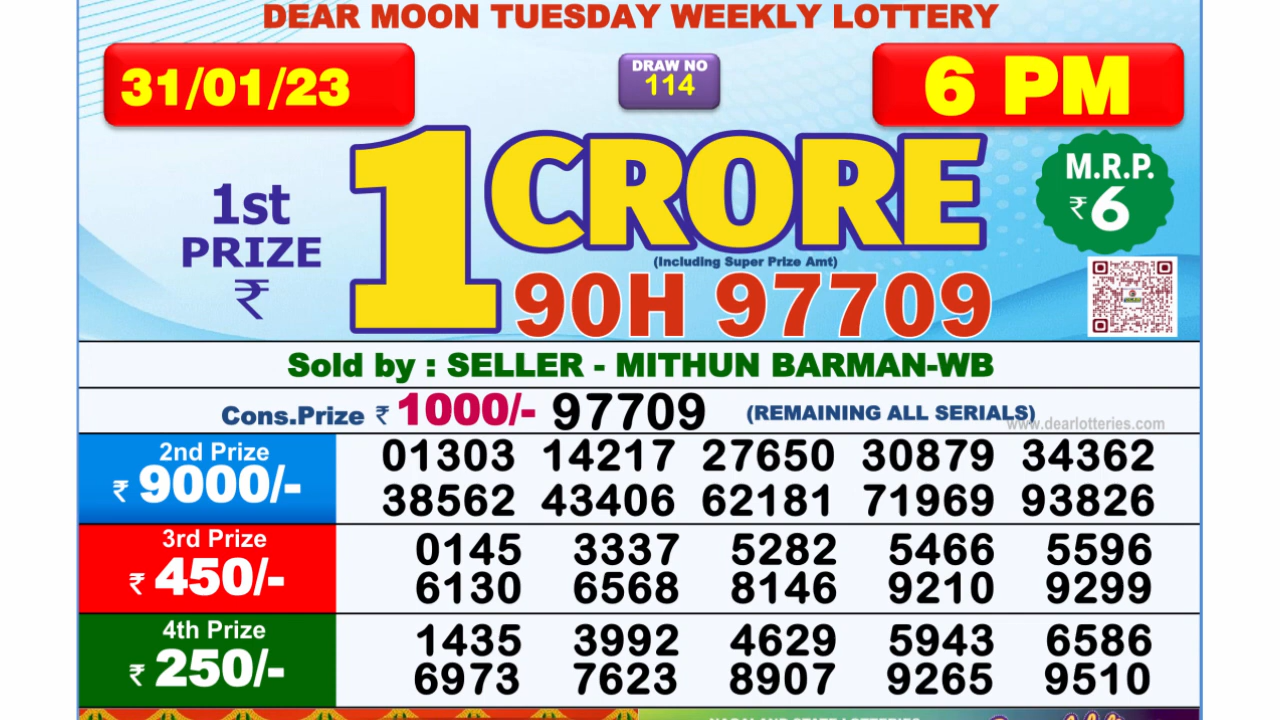 DEAR MOON TUESDAY WEEKLY LOTTERY
31/01/23
DRAW NO
114
6 PM
1st
PRIZE
₹
1 CRORE
(Including Super Prize Amt)
M.R.P.
₹6
90H 97709
Sold by : SELLER - MITHUN BARMAN-WB
Cons.Prize ₹ 1000/- 97709 (REMAINING ALL SERIALS)
www.dearlotteries.com
2nd Prize
₹ 9000/-
01303 14217 27650 30879 34362
38562 43406 62181 71969 93826
3rd Prize
₹ 450/-
0145 3337 5282 5466 5596
6130 6568 8146 9210 9299
4th Prize
₹ 250/-
1435 3992 4629 5943 6586
6973 7623 8907 9265 9510